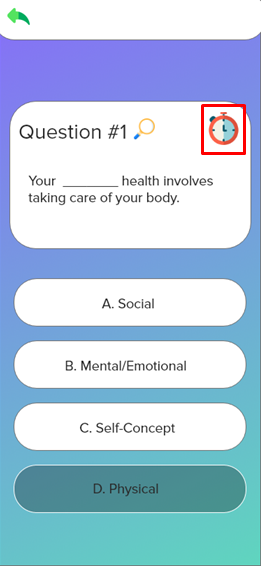 Question #1
Your ________ health involves
taking care of your body.
A. Social
B. Mental/Emotional
C. Self-Concept
D. Physical